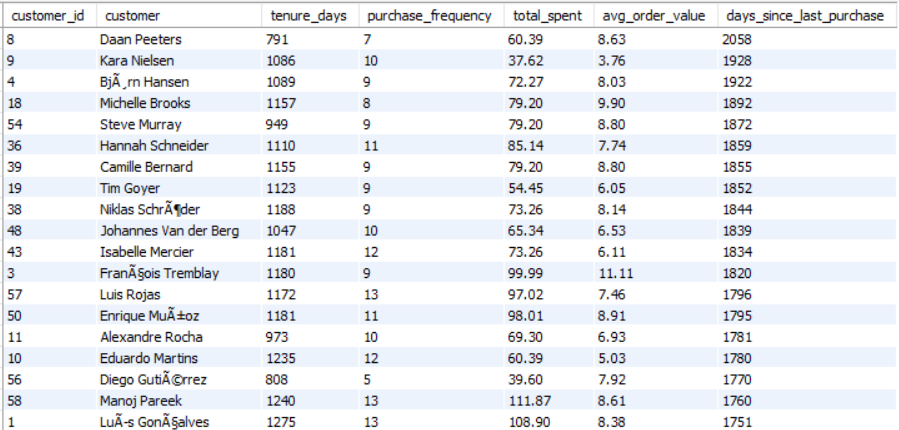 customer_id customer tenure_days purchase_frequency total_spent avg_order_value days_since_last_purchase
8 Daan Peeters 791 7 60.39 8.63 2058
9 Kara Nielsen 1086 10 37.62 3.76 1928
4 BjÃ¸rn Hansen 1089 9 72.27 8.03 1922
18 Michelle Brooks 1157 8 79.20 9.90 1892
54 Steve Murray 949 9 79.20 8.80 1872
36 Hannah Schneider 1110 11 85.14 7.74 1859
39 Camille Bernard 1155 9 79.20 8.80 1855
19 Tim Goyer 1123 9 54.45 6.05 1852
38 Niklas SchrÃ¶der 1188 9 73.26 8.14 1844
48 Johannes Van der Berg 1047 10 65.34 6.53 1839
43 Isabelle Mercier 1181 12 73.26 6.11 1834
3 FranÃ§ois Tremblay 1180 9 99.99 11.11 1820
57 Luis Rojas 1172 13 97.02 7.46 1796
50 Enrique MuÃ±oz 1181 11 98.01 8.91 1795
11 Alexandre Rocha 973 10 69.30 6.93 1781
10 Eduardo Martins 1235 12 60.39 5.03 1780
56 Diego GutiÃ©rrez 808 5 39.60 7.92 1770
58 Manoj Pareek 1240 13 111.87 8.61 1760
1 LuÃ-s GonÃ§alves 1275 13 108.90 8.38 1751